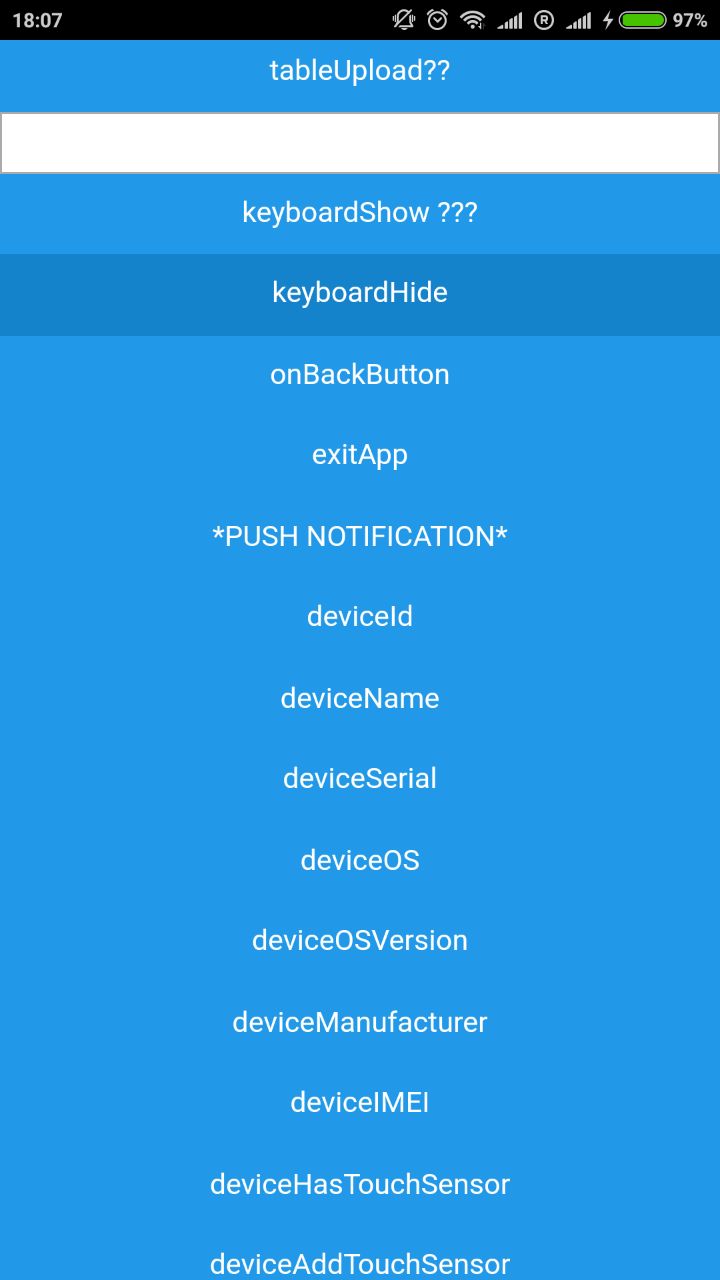 18:07
R
97%
tableUpload??
keyboardShow ???
keyboardHide
onBackButton
exitApp
*PUSH NOTIFICATION*
deviceId
deviceName
deviceSerial
deviceOS
deviceOSVersion
deviceManufacturer
deviceIMEI
deviceHasTouchSensor
deviceAddTouchSensor